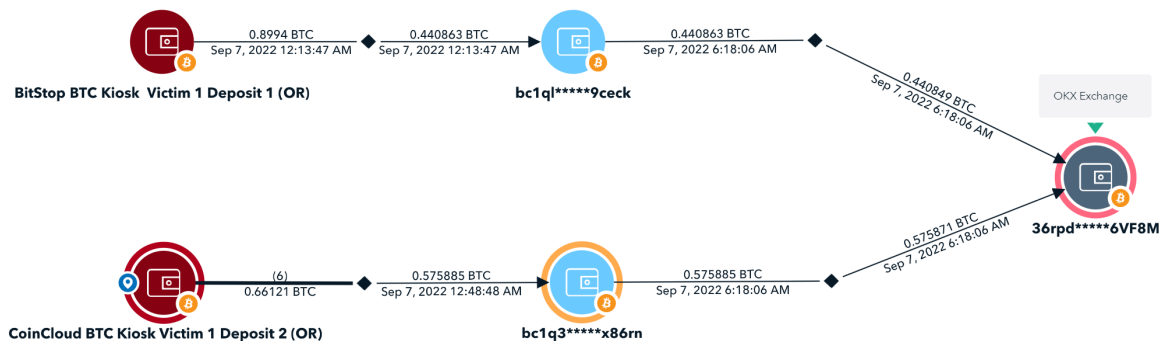 0.8994 BTC
Sep 7, 2022 12:13:47 AM
0.440863 BTC
Sep 7, 2022 12:13:47 AM
0.440863 BTC
Sep 7, 2022 6:18:06 AM
BitStop BTC Kiosk Victim 1 Deposit 1 (OR)
bc1ql*****9ceck
0.440849 BTC
Sep 7, 2022 6:18:06 AM
OKX Exchange
36rpd*****6VF8M
0.575871 BTC
Sep 7, 2022 6:18:06 AM
(6)
0.66121 BTC
0.575885 BTC
Sep 7, 2022 12:48:48 AM
0.575885 BTC
Sep 7, 2022 6:18:06 AM
CoinCloud BTC Kiosk Victim 1 Deposit 2 (OR)
bc1q3*****x86rn